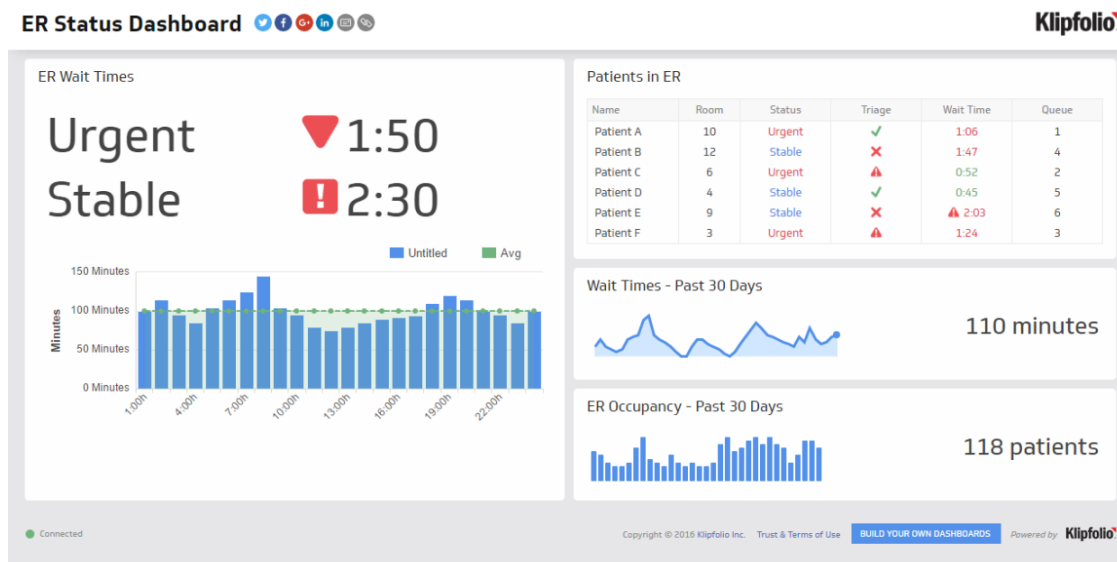 ER Status Dashboard
Klipfolio
ER Wait Times
Urgent 1:50
Stable 2:30
Untitled Avg
150 Minutes
100 Minutes
50 Minutes
0 Minutes
Minutes
1:00h 4:00h 7:00h 10:00h 13:00h 16:00h 19:00h 22:00h
Patients in ER
Name Room Status Triage Wait Time Queue
Patient A 10 Urgent 1:06 1
Patient B 12 Stable 1:47 4
Patient C 6 Urgent 0:52 2
Patient D 4 Stable 0:45 5
Patient E 9 Stable 2:03 6
Patient F 3 Urgent 1:24 3
Wait Times - Past 30 Days
110 minutes
ER Occupancy - Past 30 Days
118 patients
Connected
Copyright © 2016 Klipfolio Inc. Trust & Terms of Use BUILD YOUR OWN DASHBOARDS Powered by Klipfolio